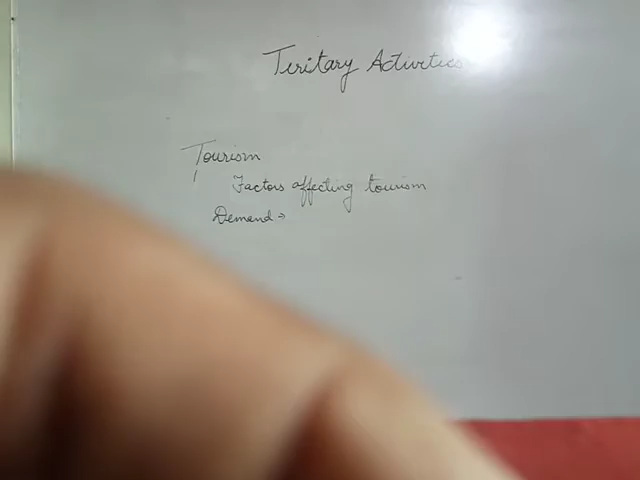 Teritary Activities
Tourism
Factors affecting tourism
Demand →